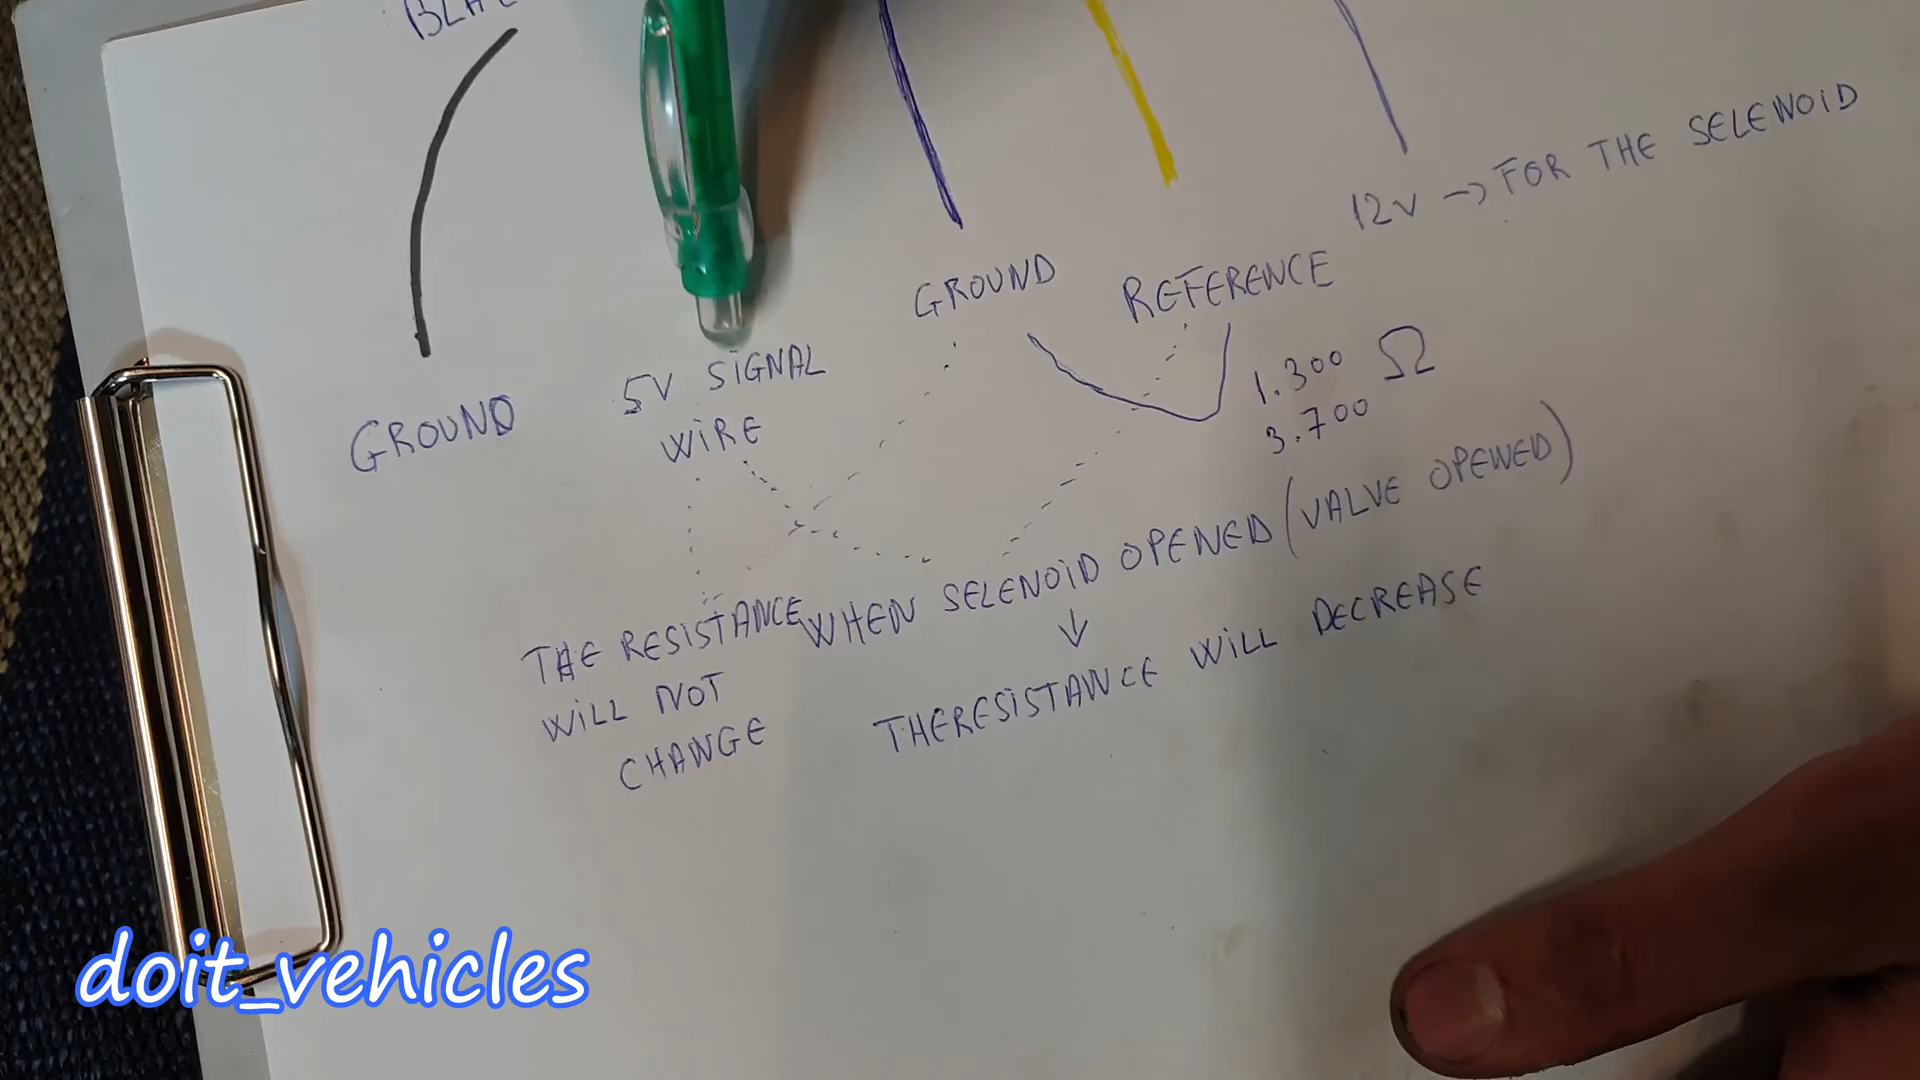 12V → FOR THE SELENOID
GROUND
REFERENCE
5V SIGNAL
WIRE
GROUND
1.300 Ω
3.700
WHEN SELENOID OPENED (VALVE OPENED)
↓
THERESISTANCE WILL DECREASE
THE RESISTANCE
WILL NOT
CHANGE
doit_vehicles